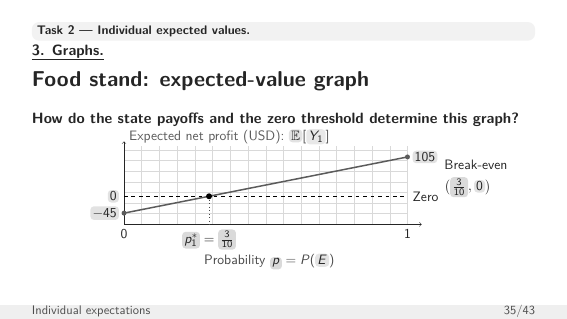 Task 2 — Individual expected values.
3. Graphs.
Food stand: expected-value graph
How do the state payoffs and the zero threshold determine this graph?
Expected net profit (USD): 𝔼[Y₁]
105
Break-even
(3/10, 0)
0
Zero
−45
0
p₁* = 3/10
1
Probability p = P(E)
Individual expectations
35/43